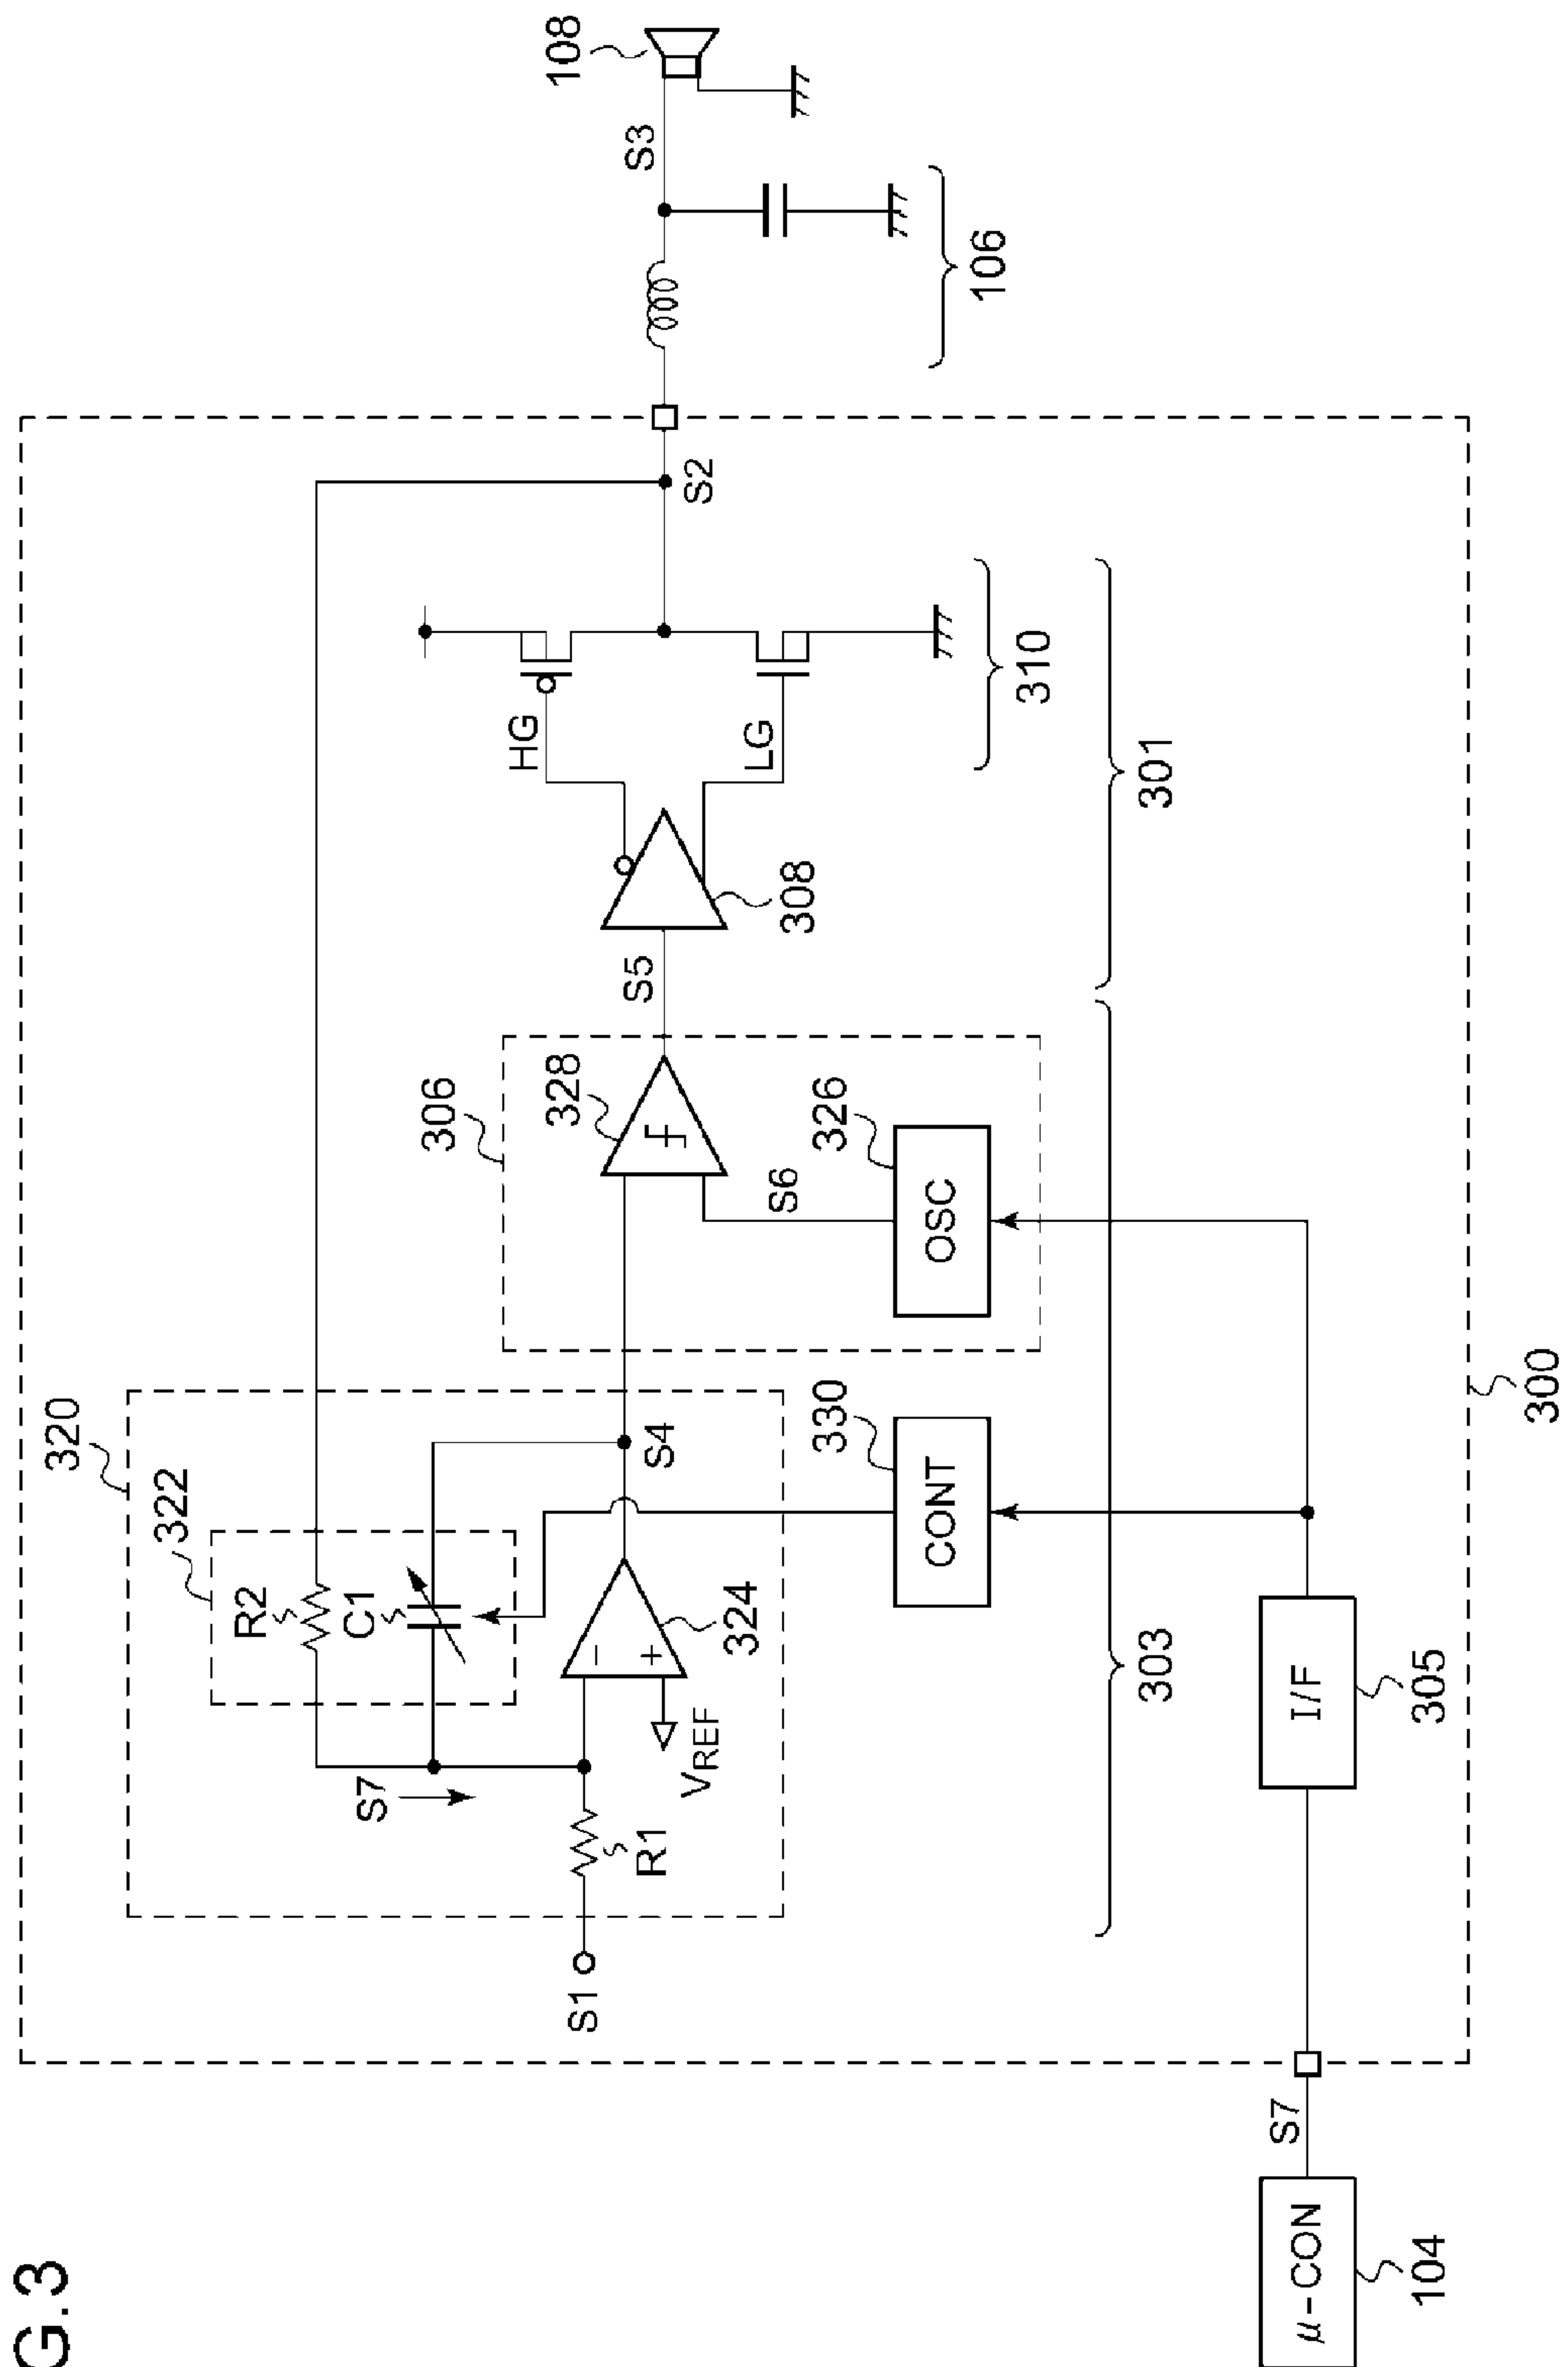 G.3
300
320
322
R2
C1
S7
S1
R1
VREF
−
+
324
S4
306
328
S6
326
OSC
330
CONT
S5
308
HG
LG
310
S2
301
303
106
S3
108
I/F
305
S7
μ-CON
104